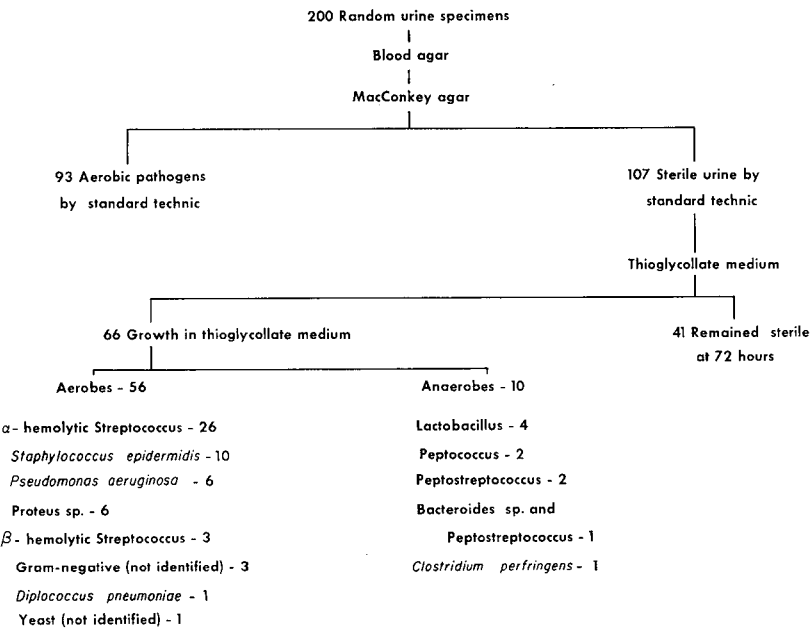 200 Random urine specimens
Blood agar
MacConkey agar
93 Aerobic pathogens
by standard technic
107 Sterile urine by
standard technic
Thioglycollate medium
66 Growth in thioglycollate medium
41 Remained sterile
at 72 hours
Aerobes - 56
α- hemolytic Streptococcus - 26
Staphylococcus epidermidis - 10
Pseudomonas aeruginosa - 6
Proteus sp. - 6
β- hemolytic Streptococcus - 3
Gram-negative (not identified) - 3
Diplococcus pneumoniae - 1
Yeast (not identified) - 1
Anaerobes - 10
Lactobacillus - 4
Peptococcus - 2
Peptostreptococcus - 2
Bacteroides sp. and
Peptostreptococcus - 1
Clostridium perfringens - 1